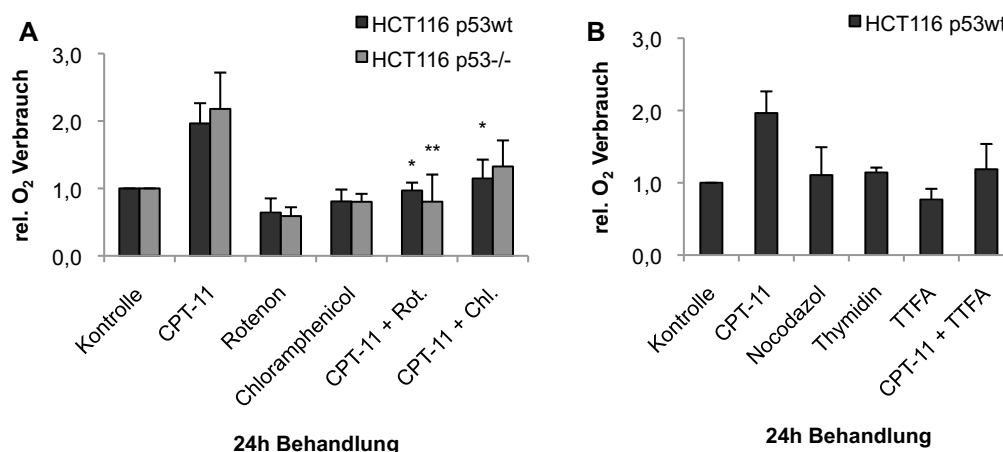 A
HCT116 p53wt
HCT116 p53-/-
rel. O₂ Verbrauch
3,0
2,0
1,0
0,0
*
**
*
Kontrolle
CPT-11
Rotenon
Chloramphenicol
CPT-11 + Rot.
CPT-11 + Chl.
24h Behandlung
B
HCT116 p53wt
rel. O₂ Verbrauch
3,0
2,0
1,0
0,0
Kontrolle
CPT-11
Nocodazol
Thymidin
TTFA
CPT-11 + TTFA
24h Behandlung